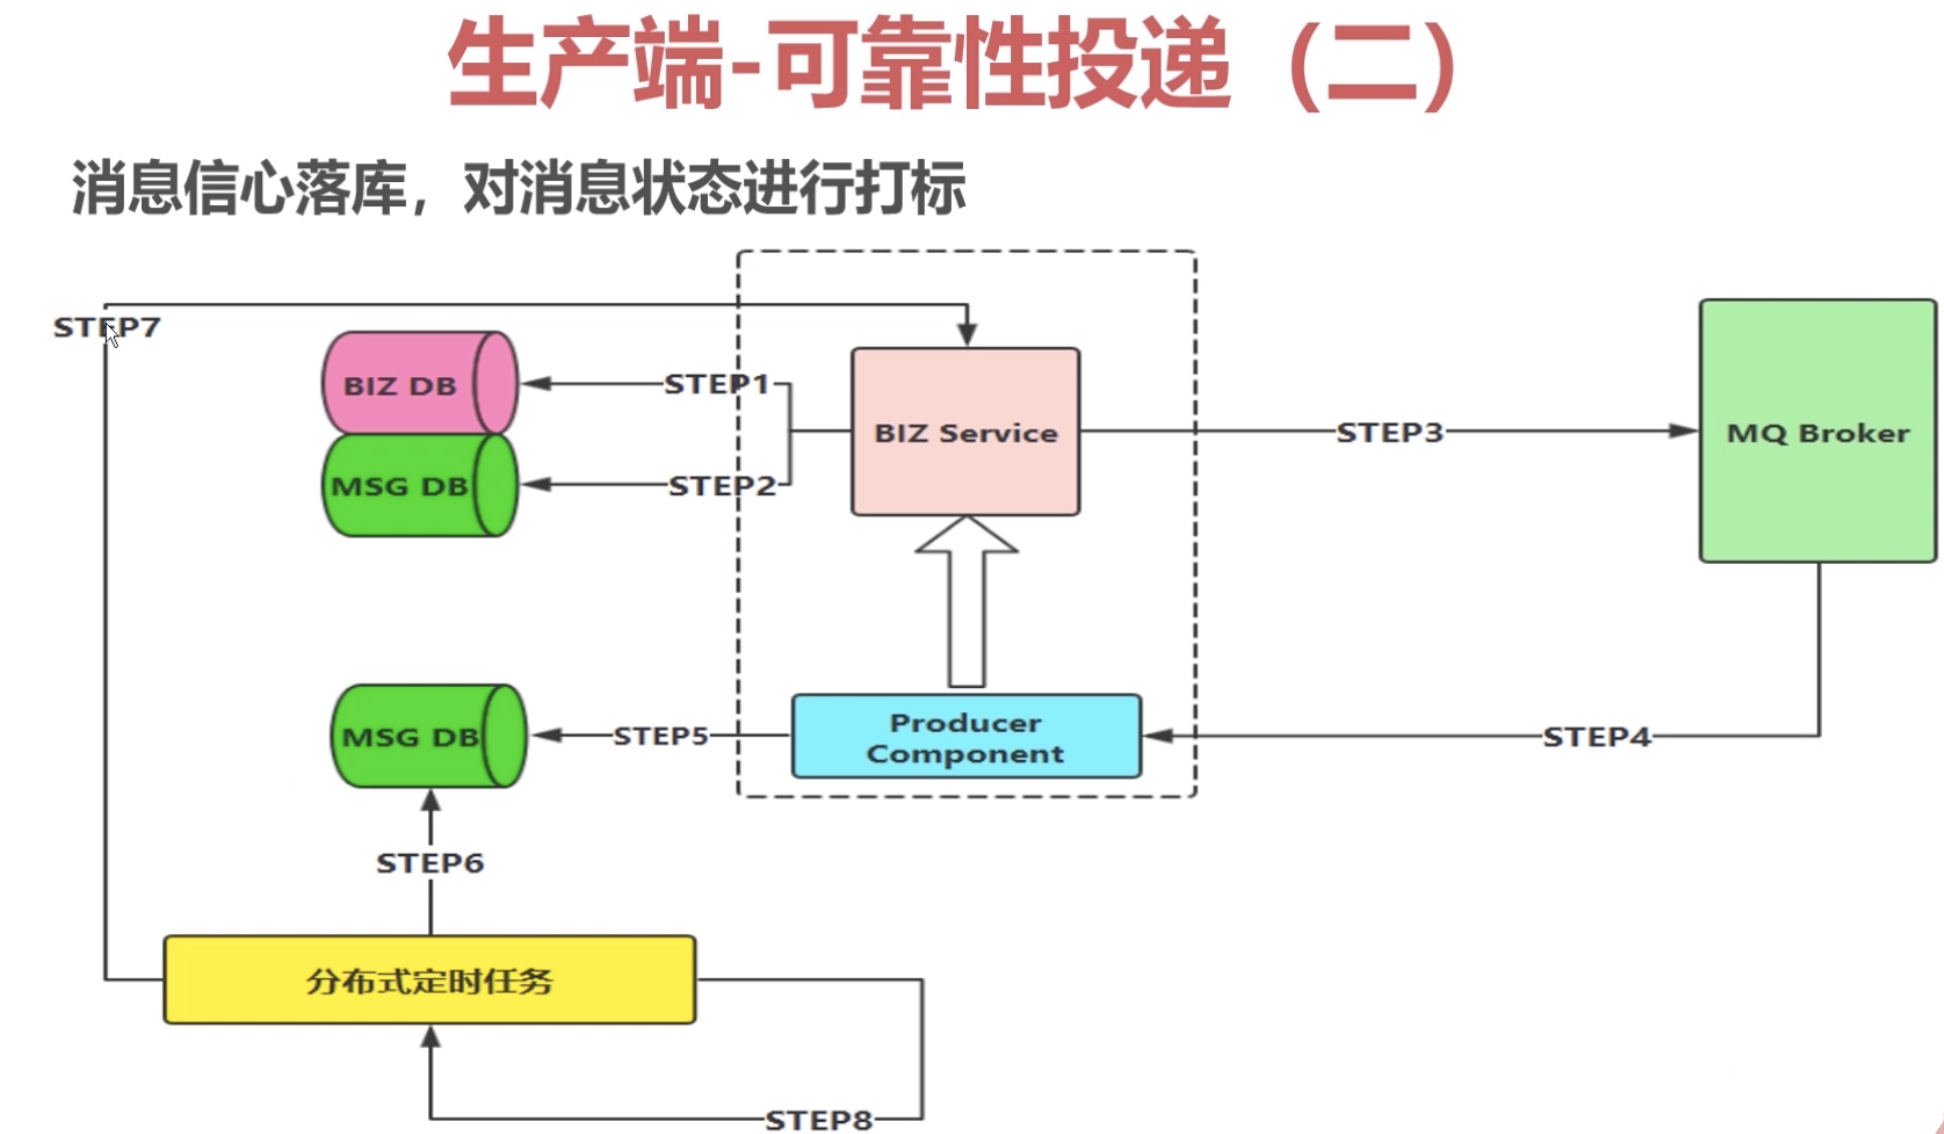 生产端-可靠性投递（二）
消息信心落库，对消息状态进行打标
STEP7
BIZ DB
STEP1
BIZ Service
STEP3
MQ Broker
MSG DB
STEP2
Producer
Component
MSG DB
STEP5
STEP4
STEP6
分布式定时任务
STEP8